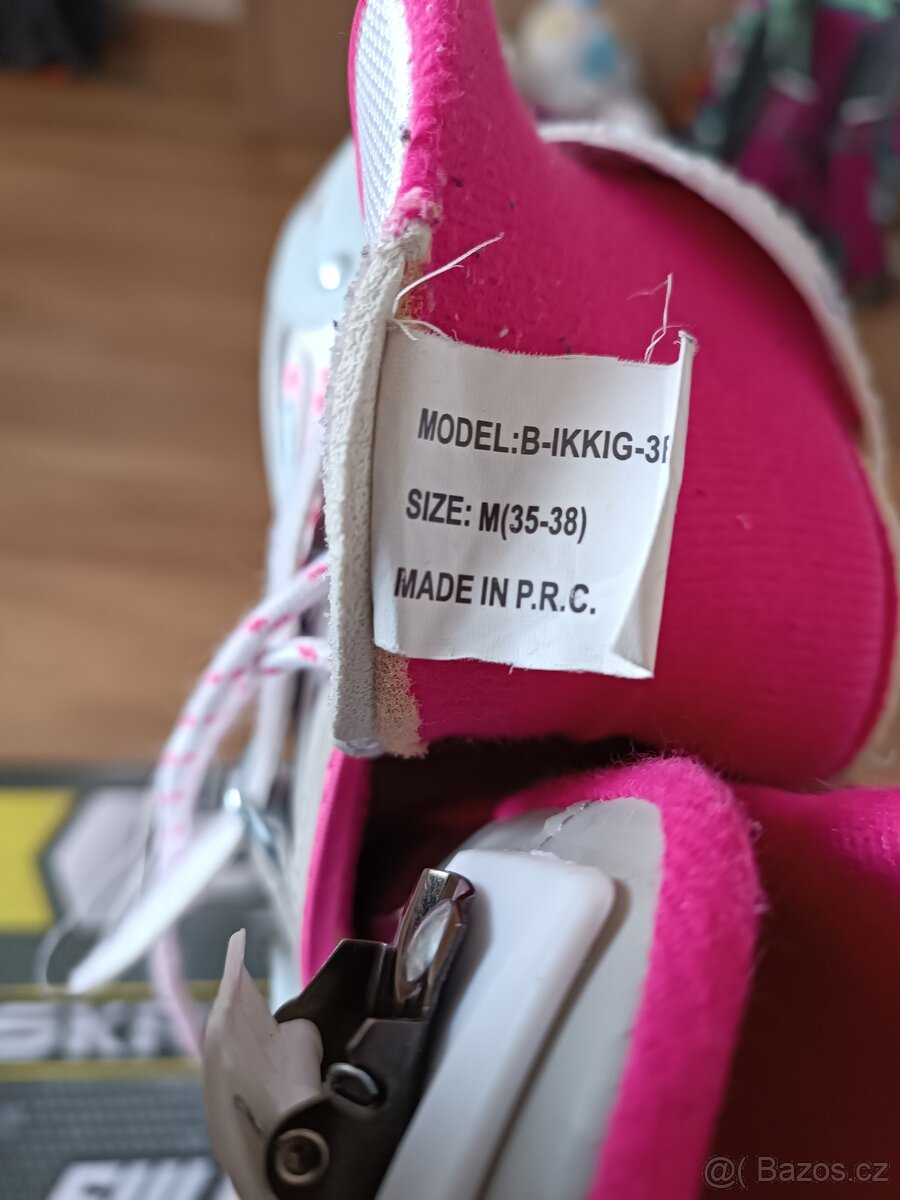 MODEL:B-IKKIG-3
SIZE: M(35-38)
MADE IN P.R.C.
@( Bazos.cz